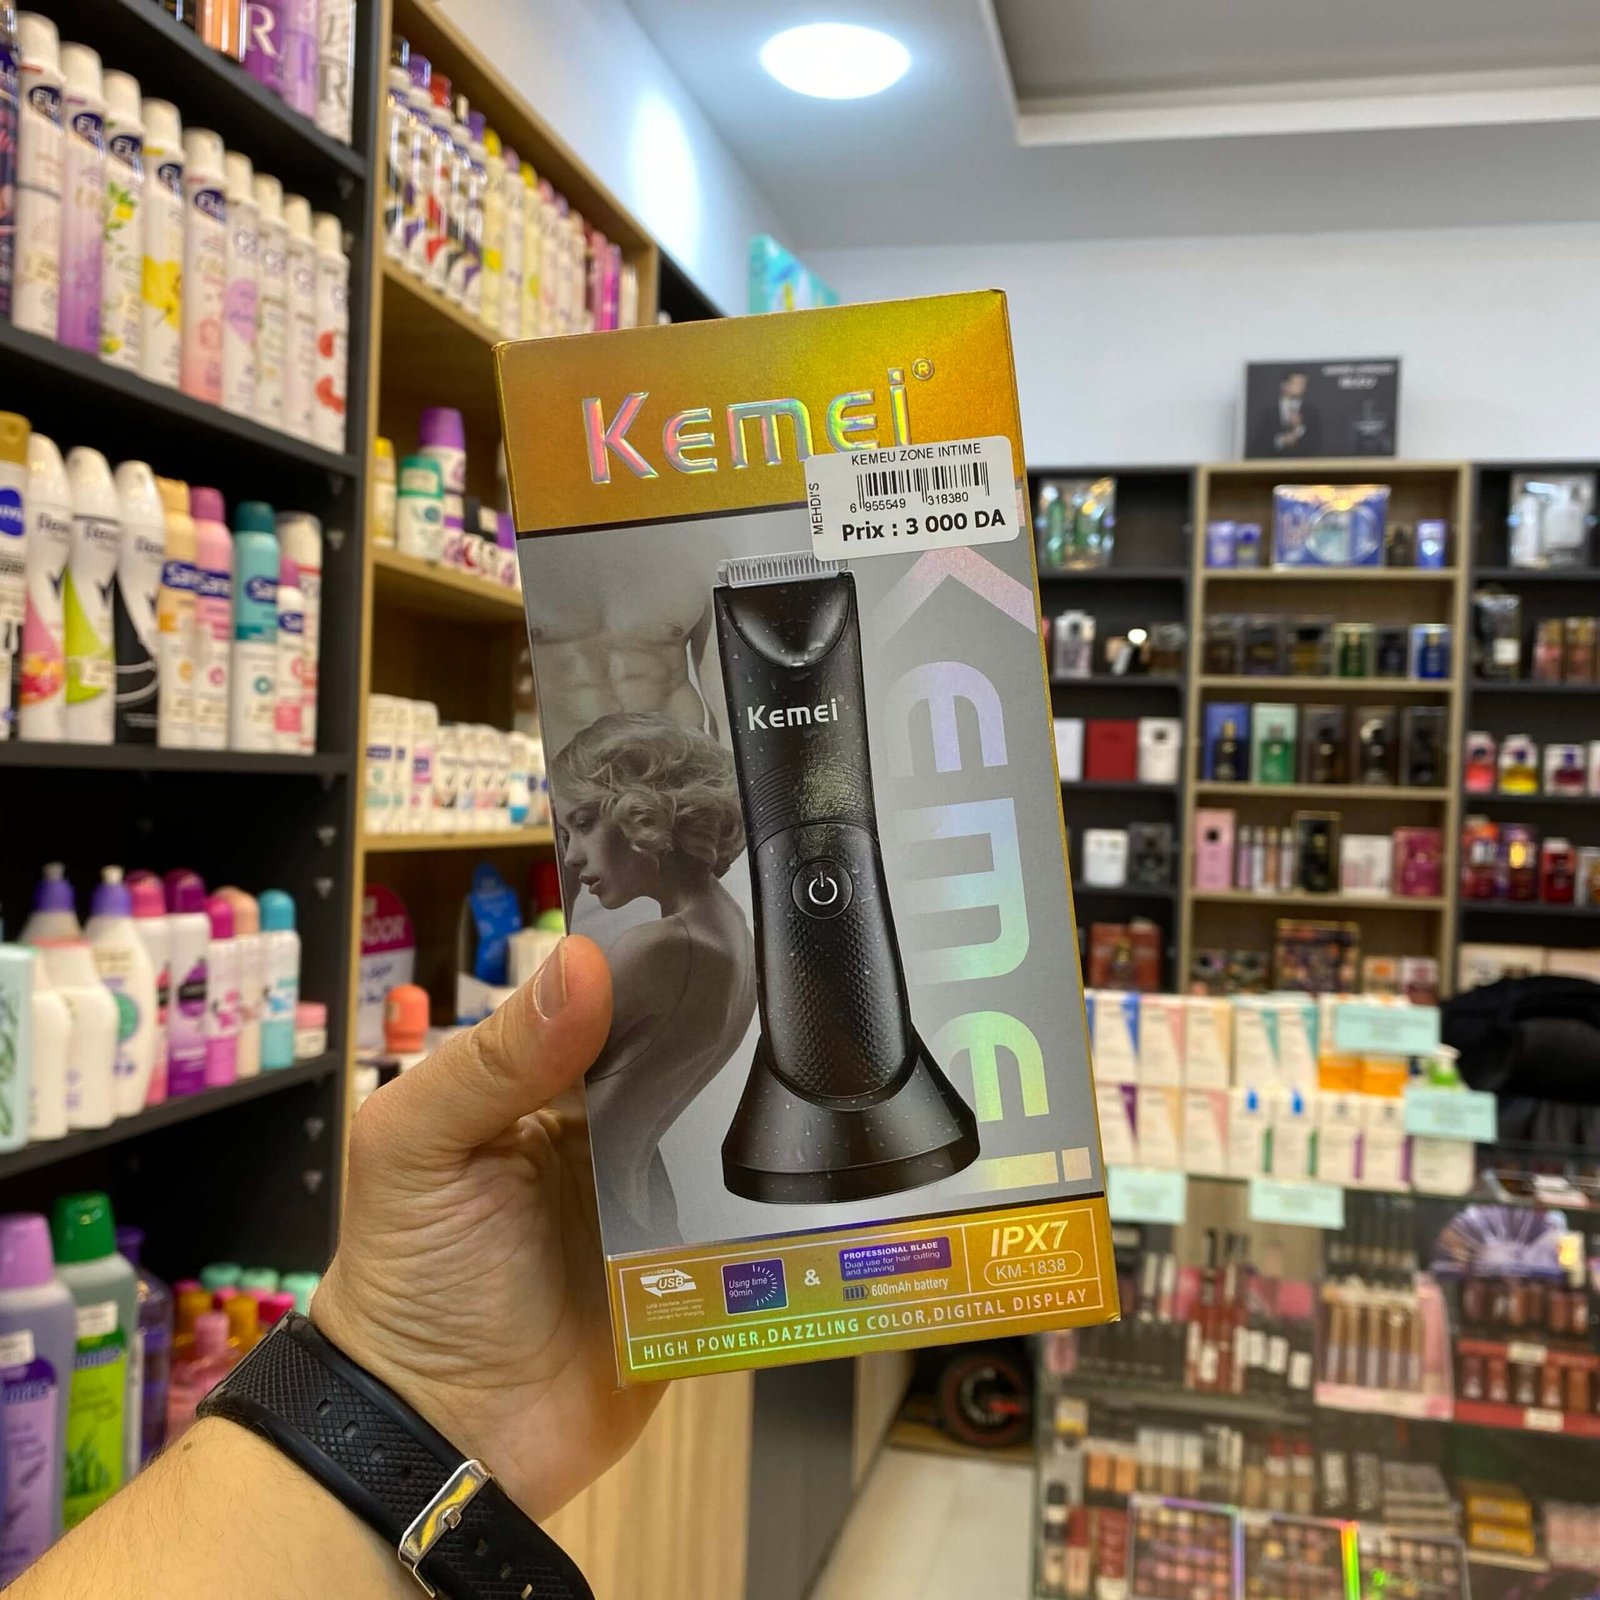 Kemei®
KEMEU ZONE INTIME
MEHDI'S
6 955549 318380
Prix : 3 000 DA
Kemei
Kemei
USB
Using time
90min
&
PROFESSIONAL BLADE
Dual use for hair cutting
and shaving
600mAh battery
IPX7
KM-1838
HIGH POWER,DAZZLING COLOR,DIGITAL DISPLAY